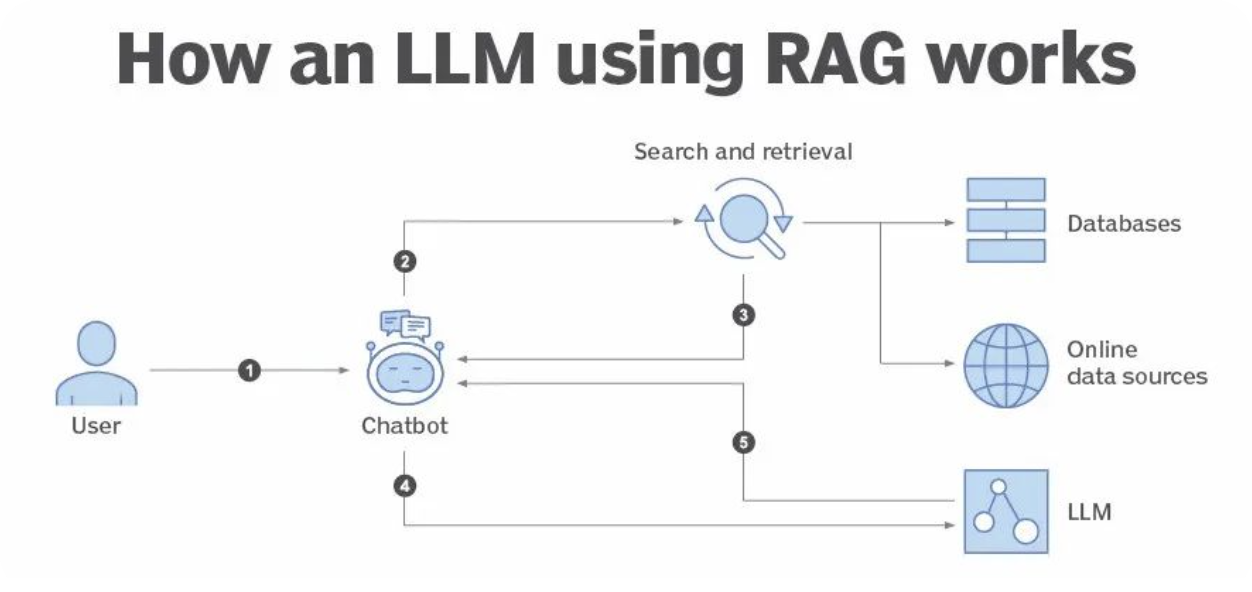 How an LLM using RAG works
Search and retrieval
Databases
2
3
User
1
Chatbot
Online
data sources
4
5
LLM